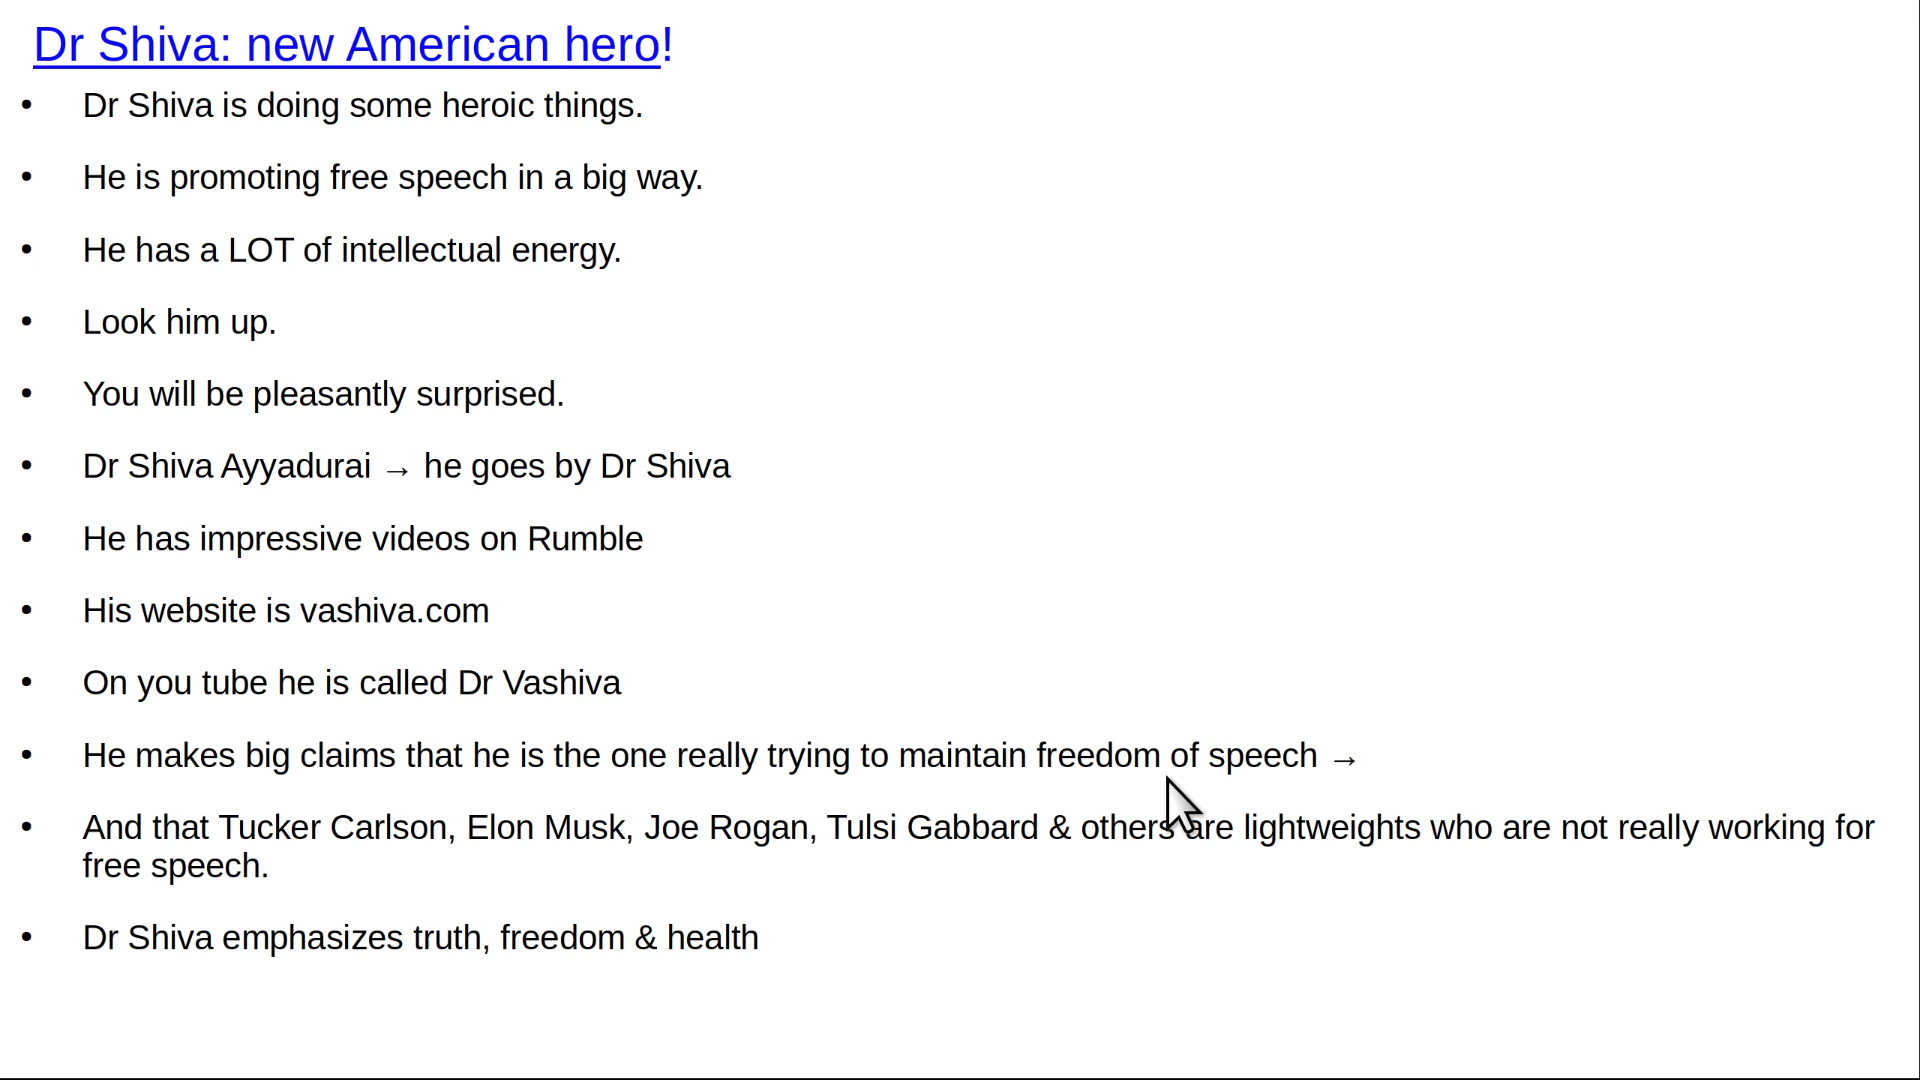 Dr Shiva: new American hero!
• Dr Shiva is doing some heroic things.
• He is promoting free speech in a big way.
• He has a LOT of intellectual energy.
• Look him up.
• You will be pleasantly surprised.
• Dr Shiva Ayyadurai → he goes by Dr Shiva
• He has impressive videos on Rumble
• His website is vashiva.com
• On you tube he is called Dr Vashiva
• He makes big claims that he is the one really trying to maintain freedom of speech →
• And that Tucker Carlson, Elon Musk, Joe Rogan, Tulsi Gabbard & others are lightweights who are not really working for
free speech.
• Dr Shiva emphasizes truth, freedom & health